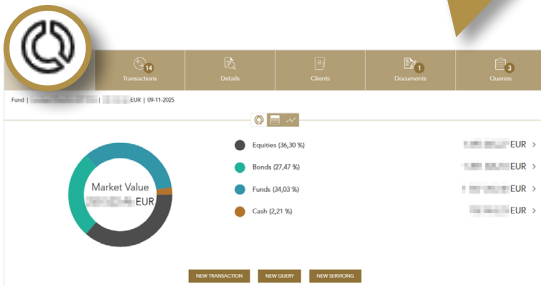 14
Transactions
Details
Clients
1
Documents
3
Queries
Fund | | EUR | 09-11-2025
Equities (36,30 %) EUR >
Bonds (27,47 %) EUR >
Market Value
EUR
Funds (34,03 %) EUR >
Cash (2,21 %) EUR >
NEW TRANSACTION NEW QUERY NEW SERVICING